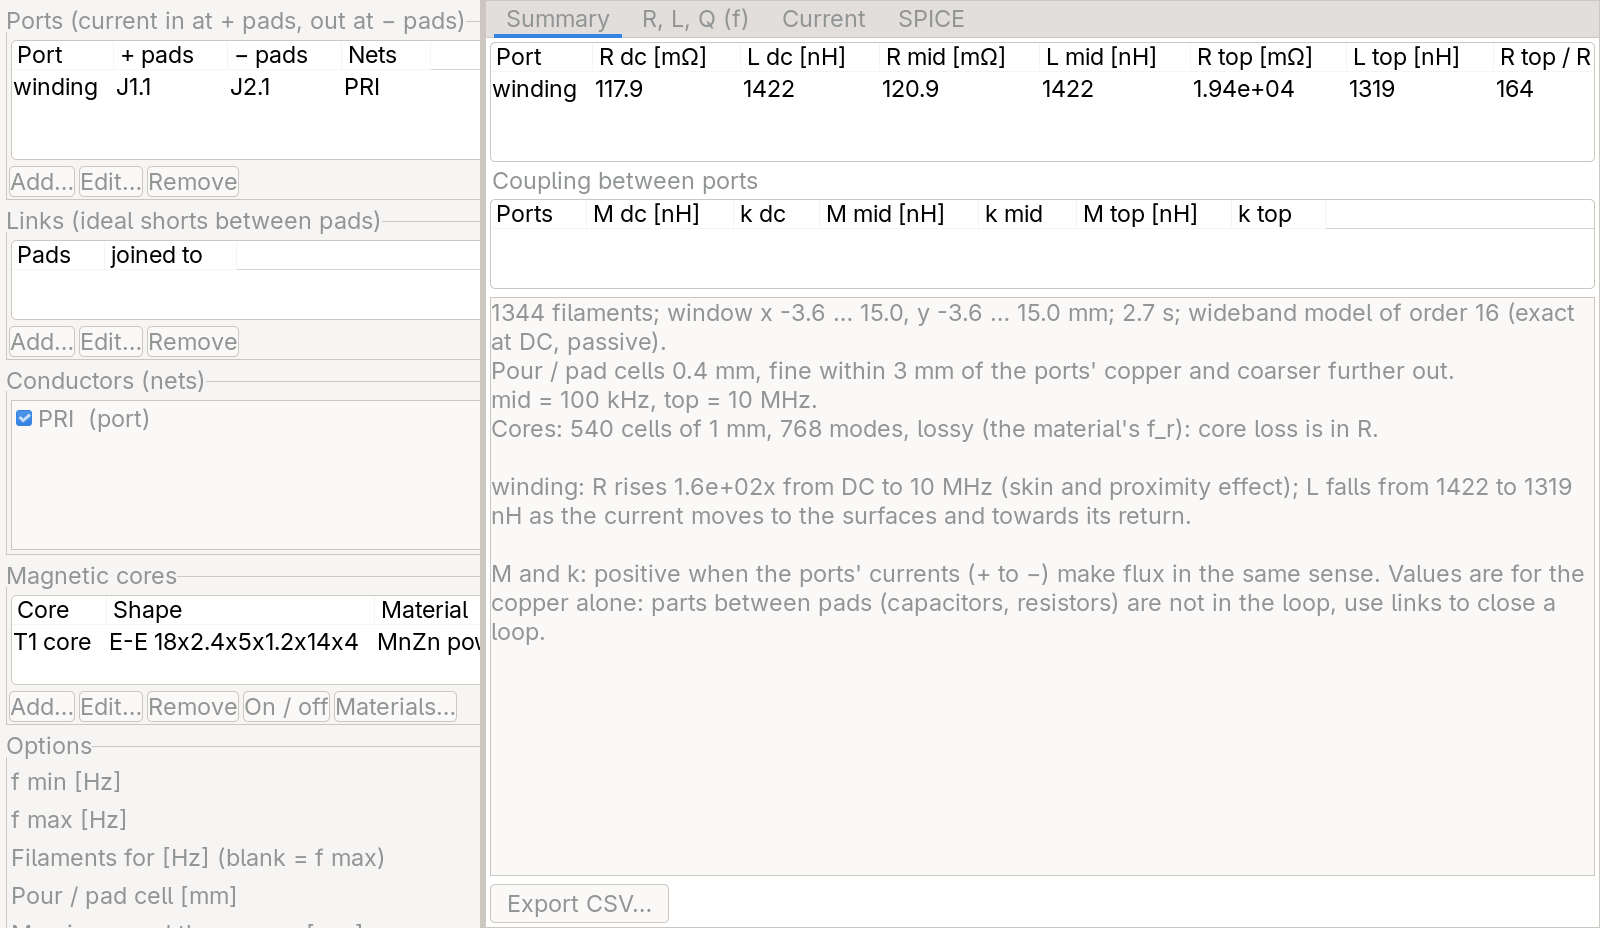 Ports (current in at + pads, out at − pads)
Port + pads − pads Nets
winding J1.1 J2.1 PRI
Add... Edit... Remove
Links (ideal shorts between pads)
Pads joined to
Add... Edit... Remove
Conductors (nets)
PRI (port)
Magnetic cores
Core Shape Material
T1 core E-E 18x2.4x5x1.2x14x4 MnZn pow
Add... Edit... Remove On / off Materials...
Options
f min [Hz]
f max [Hz]
Filaments for [Hz] (blank = f max)
Pour / pad cell [mm]
Summary R, L, Q (f) Current SPICE
Port R dc [mΩ] L dc [nH] R mid [mΩ] L mid [nH] R top [mΩ] L top [nH] R top / R
winding 117.9 1422 120.9 1422 1.94e+04 1319 164
Coupling between ports
Ports M dc [nH] k dc M mid [nH] k mid M top [nH] k top
1344 filaments; window x -3.6 ... 15.0, y -3.6 ... 15.0 mm; 2.7 s; wideband model of order 16 (exact
at DC, passive).
Pour / pad cells 0.4 mm, fine within 3 mm of the ports' copper and coarser further out.
mid = 100 kHz, top = 10 MHz.
Cores: 540 cells of 1 mm, 768 modes, lossy (the material's f_r): core loss is in R.
winding: R rises 1.6e+02x from DC to 10 MHz (skin and proximity effect); L falls from 1422 to 1319
nH as the current moves to the surfaces and towards its return.
M and k: positive when the ports' currents (+ to −) make flux in the same sense. Values are for the
copper alone: parts between pads (capacitors, resistors) are not in the loop, use links to close a
loop.
Export CSV...